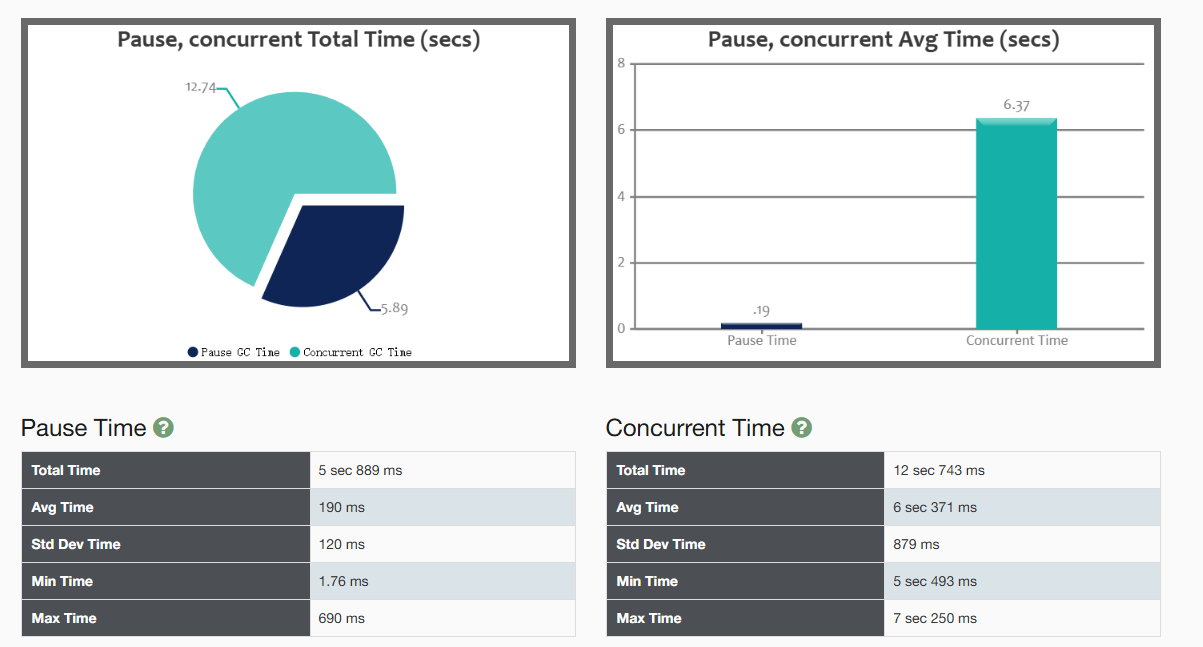 Pause, concurrent Total Time (secs)
12.74
5.89
Pause GC Time Concurrent GC Time
Pause, concurrent Avg Time (secs)
8
6
4
2
0
.19
6.37
Pause Time Concurrent Time
Pause Time ?
Total Time 5 sec 889 ms
Avg Time 190 ms
Std Dev Time 120 ms
Min Time 1.76 ms
Max Time 690 ms
Concurrent Time ?
Total Time 12 sec 743 ms
Avg Time 6 sec 371 ms
Std Dev Time 879 ms
Min Time 5 sec 493 ms
Max Time 7 sec 250 ms